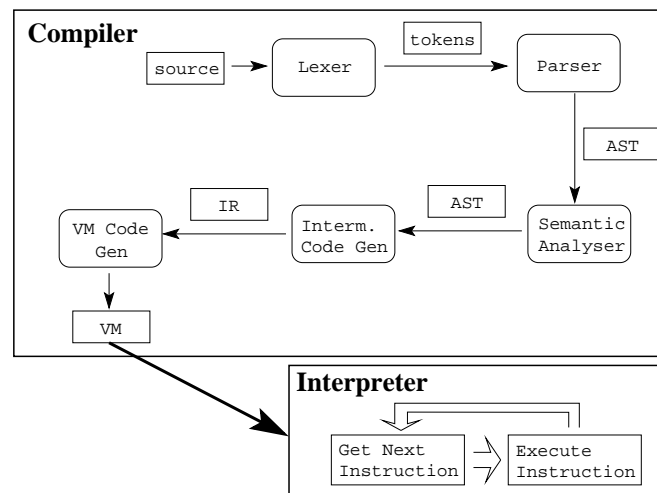 Compiler
source
Lexer
tokens
Parser
AST
Semantic
Analyser
AST
Interm.
Code Gen
IR
VM Code
Gen
VM
Interpreter
Get Next
Instruction
Execute
Instruction